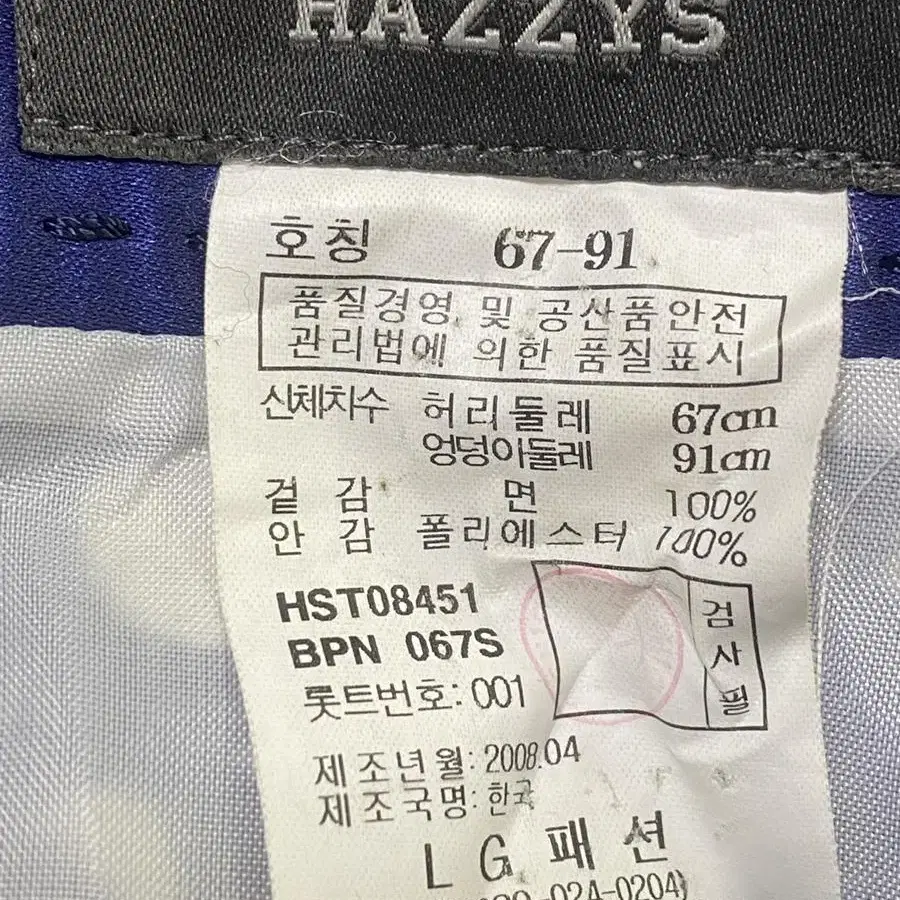 HAZZYS
호칭 67-91
품질경영 및 공산품안전
관리법에 의한 품질표시
신체치수 허리둘레 67cm
엉덩이둘레 91cm
겉감 면 100%
안감 폴리에스터 100%
HST08451
BPN 067S
롯트번호: 001
검사필
제조년월: 2008.04
제조국명: 한국
LG패션
-024-0204)